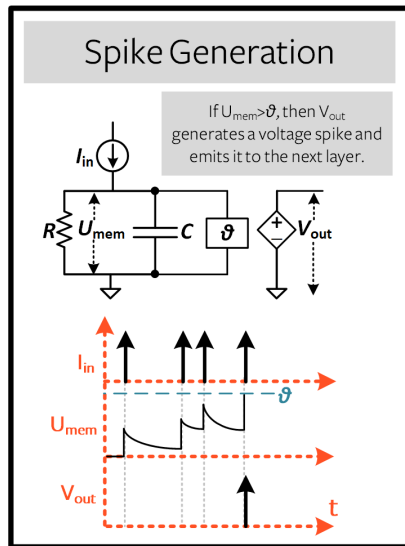 Spike Generation
If Umem>ϑ, then Vout
generates a voltage spike and
emits it to the next layer.
Iin
R
Umem
C
ϑ
+
−
Vout
Iin
ϑ
Umem
Vout
t